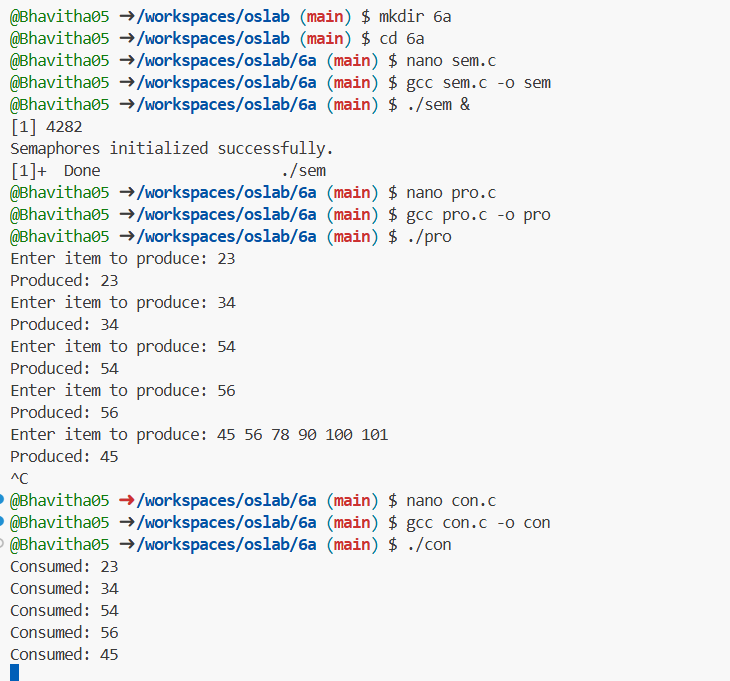 @Bhavitha05 ➜/workspaces/oslab (main) $ mkdir 6a
@Bhavitha05 ➜/workspaces/oslab (main) $ cd 6a
@Bhavitha05 ➜/workspaces/oslab/6a (main) $ nano sem.c
@Bhavitha05 ➜/workspaces/oslab/6a (main) $ gcc sem.c -o sem
@Bhavitha05 ➜/workspaces/oslab/6a (main) $ ./sem &
[1] 4282
Semaphores initialized successfully.
[1]+  Done                    ./sem
@Bhavitha05 ➜/workspaces/oslab/6a (main) $ nano pro.c
@Bhavitha05 ➜/workspaces/oslab/6a (main) $ gcc pro.c -o pro
@Bhavitha05 ➜/workspaces/oslab/6a (main) $ ./pro
Enter item to produce: 23
Produced: 23
Enter item to produce: 34
Produced: 34
Enter item to produce: 54
Produced: 54
Enter item to produce: 56
Produced: 56
Enter item to produce: 45 56 78 90 100 101
Produced: 45
^C
@Bhavitha05 ➜/workspaces/oslab/6a (main) $ nano con.c
@Bhavitha05 ➜/workspaces/oslab/6a (main) $ gcc con.c -o con
@Bhavitha05 ➜/workspaces/oslab/6a (main) $ ./con
Consumed: 23
Consumed: 34
Consumed: 54
Consumed: 56
Consumed: 45